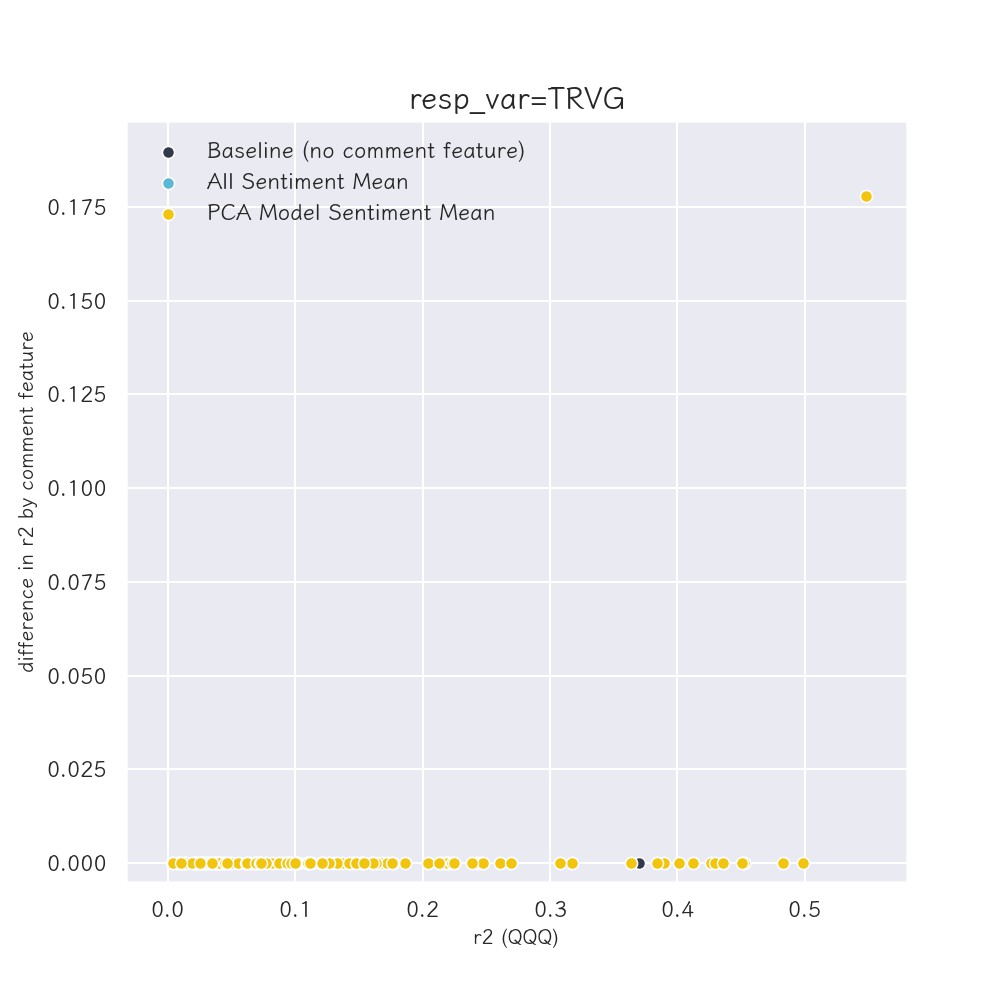 resp_var=TRVG
Baseline (no comment feature)
All Sentiment Mean
PCA Model Sentiment Mean
difference in r2 by comment feature
0.175
0.150
0.125
0.100
0.075
0.050
0.025
0.000
0.0 0.1 0.2 0.3 0.4 0.5
r2 (QQQ)